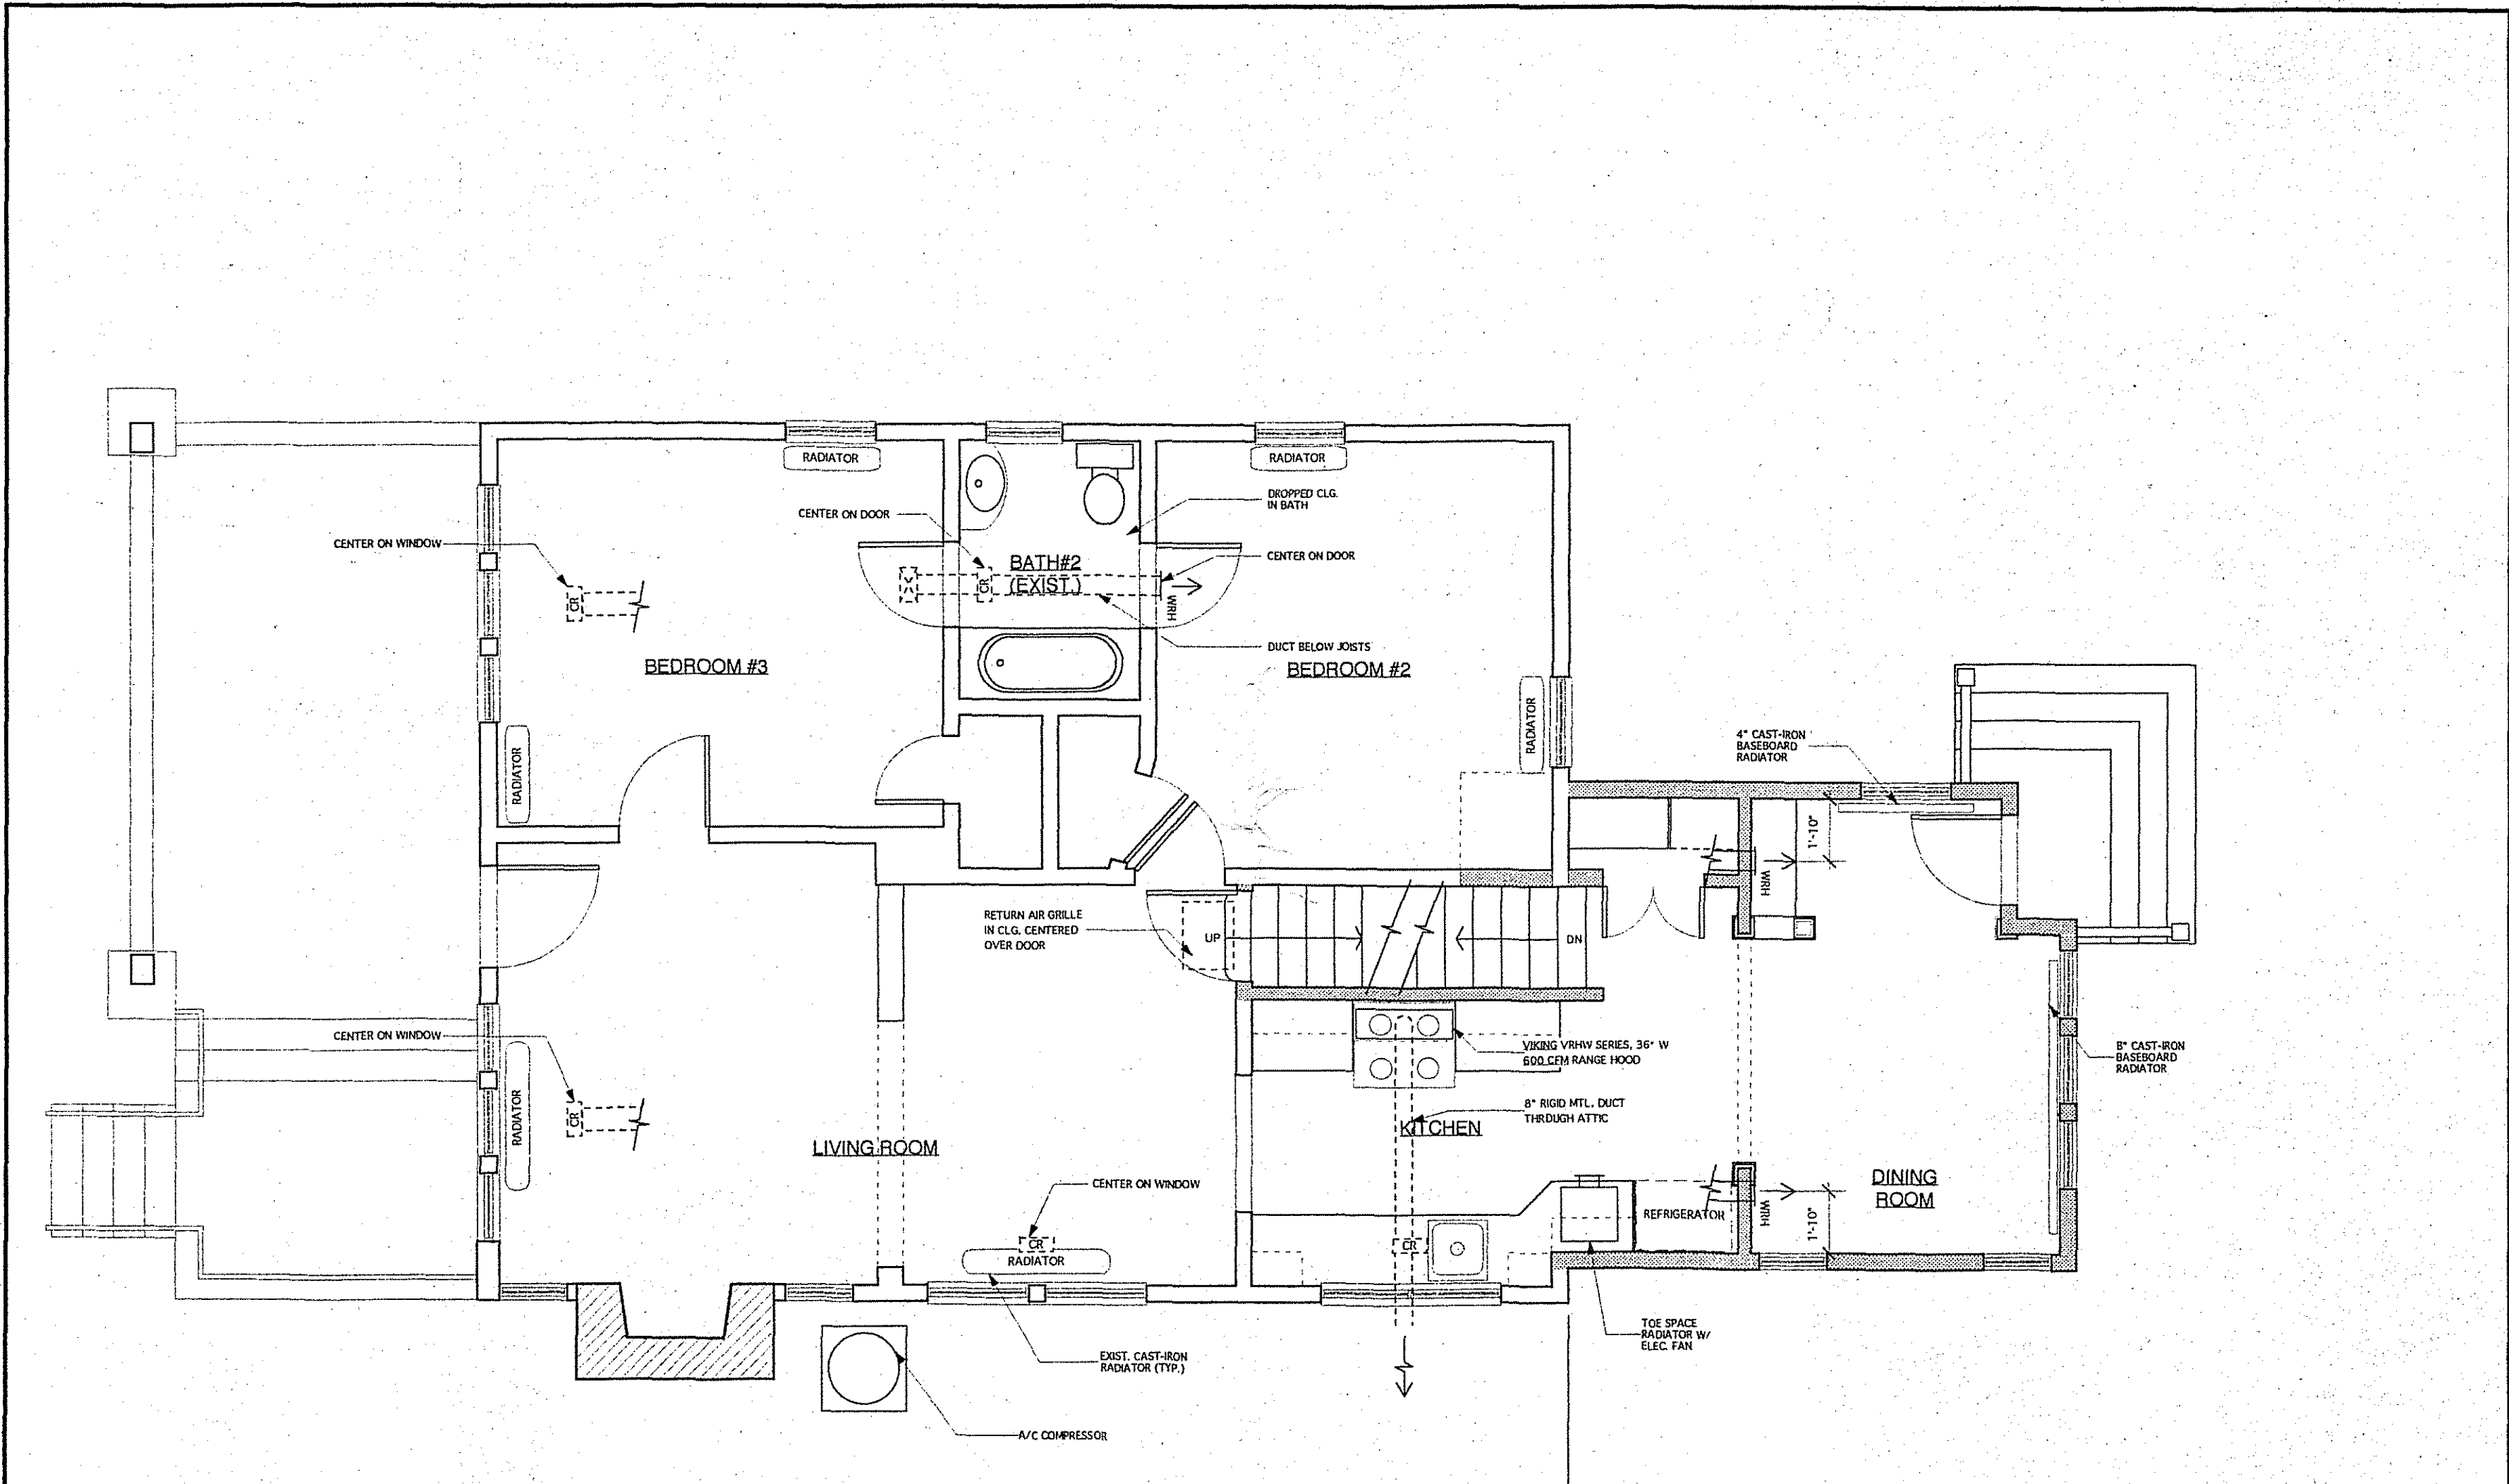 RADIATOR
RADIATOR
DROPPED CLG.
IN BATH
CENTER ON DOOR
CENTER ON WINDOW
CENTER ON DOOR
BATH#2
(EXIST.)
CR
CR
WRH
DUCT BELOW JOISTS
BEDROOM #3
BEDROOM #2
RADIATOR
RADIATOR
4" CAST-IRON
BASEBOARD
RADIATOR
1'-10"
WRH
RETURN AIR GRILLE
IN CLG. CENTERED
OVER DOOR
UP
DN
CENTER ON WINDOW
VIKING VRHW SERIES, 36" W
600 CFM RANGE HOOD
8" CAST-IRON
BASEBOARD
RADIATOR
RADIATOR
CR
8" RIGID MTL. DUCT
THROUGH ATTIC
KITCHEN
LIVING ROOM
CENTER ON WINDOW
DINING
ROOM
REFRIGERATOR
WRH
1'-10"
CR
RADIATOR
CR
TOE SPACE
RADIATOR W/
ELEC. FAN
EXIST. CAST-IRON
RADIATOR (TYP.)
A/C COMPRESSOR